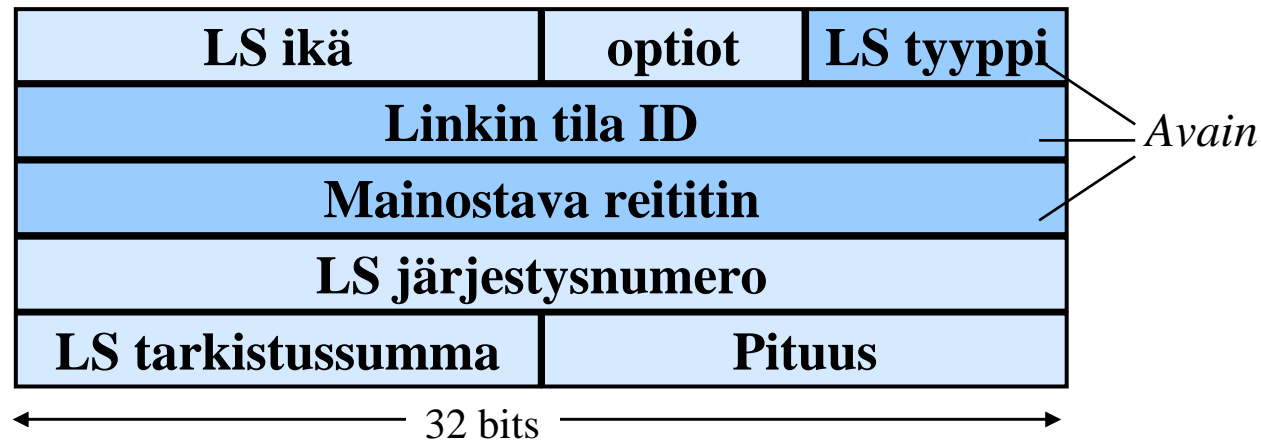 LS ikä optiot LS tyyppi
Linkin tila ID
Avain
Mainostava reititin
LS järjestysnumero
LS tarkistussumma Pituus
32 bits